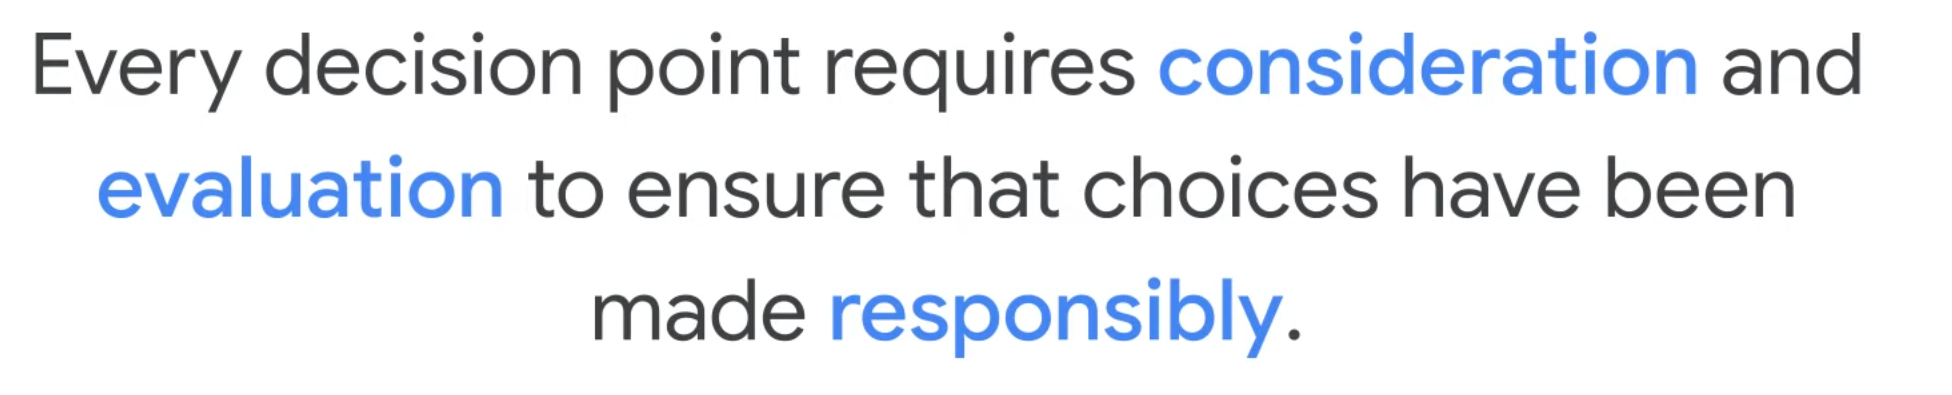 Every decision point requires consideration and
evaluation to ensure that choices have been
made responsibly.